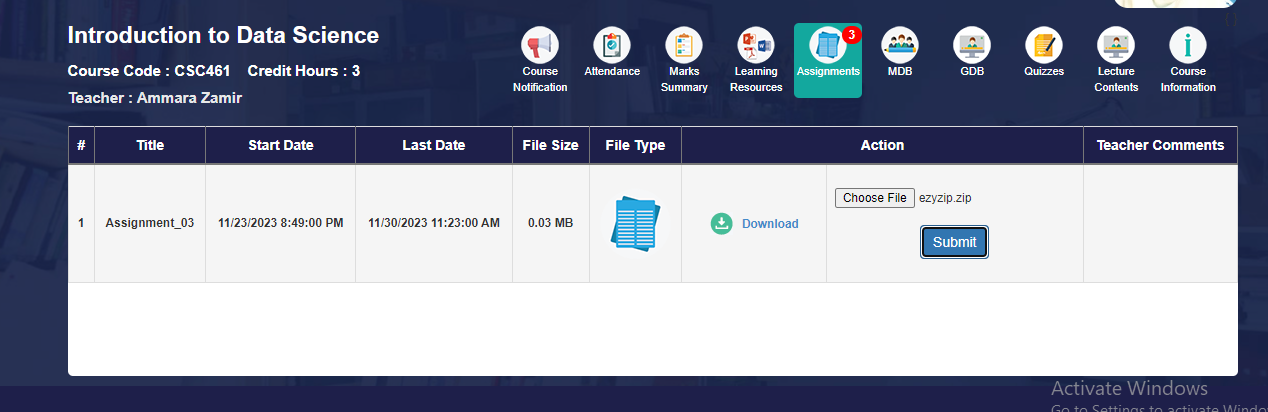 Introduction to Data Science
Course Code : CSC461 Credit Hours : 3
Teacher : Ammara Zamir
Course Notification
Attendance
Marks Summary
Learning Resources
Assignments 3
MDB
GDB
Quizzes
Lecture Contents
Course Information
# Title Start Date Last Date File Size File Type Action Teacher Comments
1 Assignment_03 11/23/2023 8:49:00 PM 11/30/2023 11:23:00 AM 0.03 MB Download Choose File ezyzip.zip
Submit
Activate Windows
Go to Settings to activate Windo